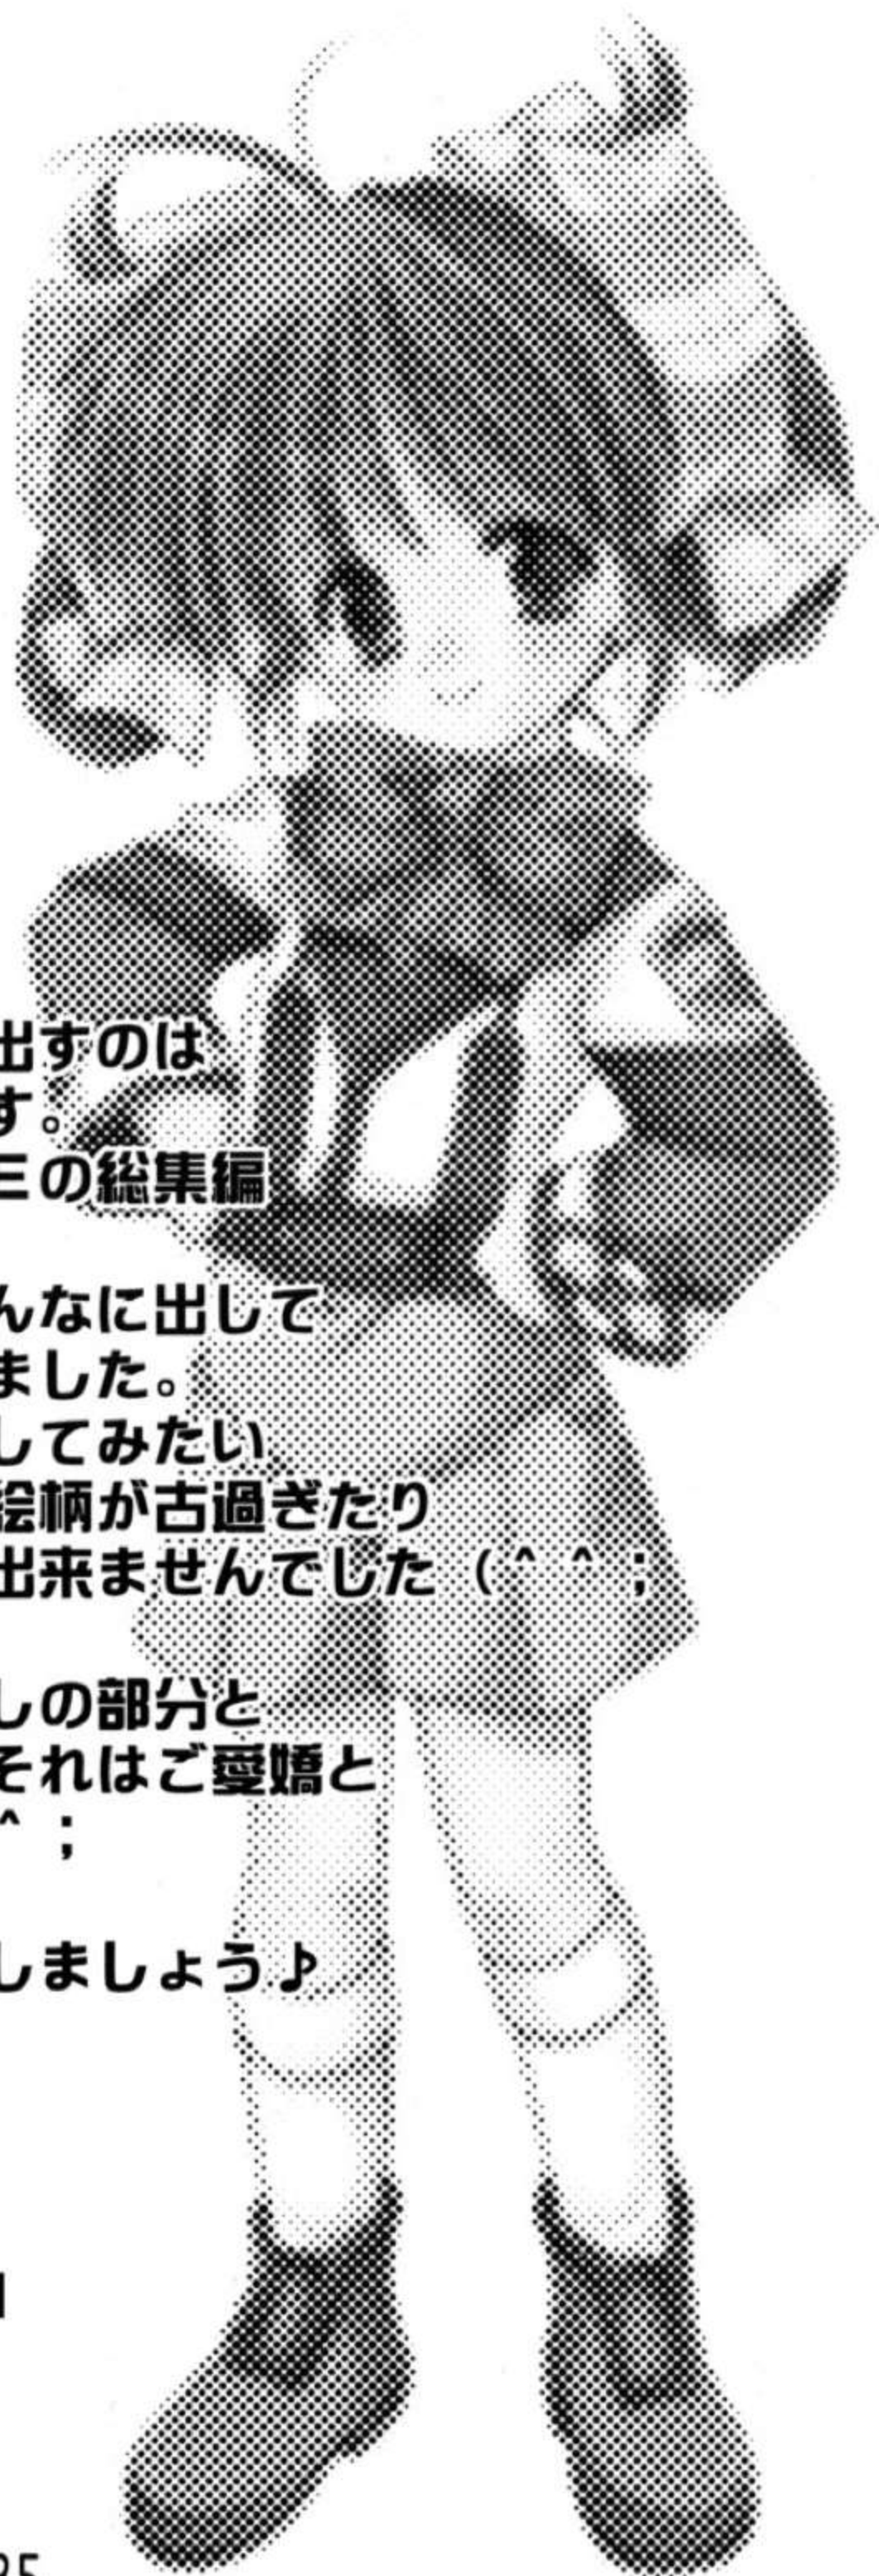 出すのは
す。
ミの総集編
んなに出して
ました。
してみたい
絵柄が古過ぎたり
出来ませんでした（＾＾；
しの部分と
それはご愛嬌と
＾；
しましょう♪
35